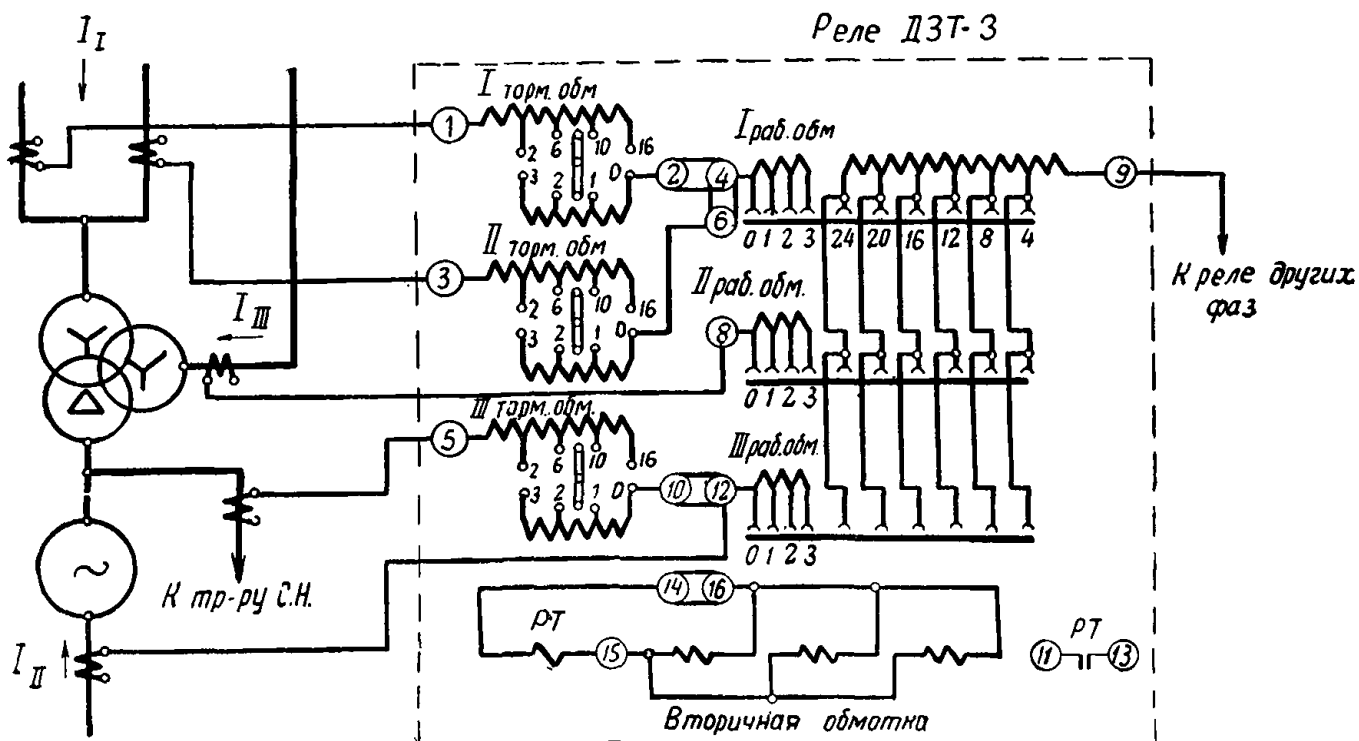 Реле ДЗТ-3
I I
I торм. обм
1
2 6 10 16
3 2 1 0
2 4
6
I раб. обм
0 1 2 3 24 20 16 12 8 4
9
К реле других
фаз
II торм. обм
3
2 6 10 16
3 2 1 0
I III
II раб. обм.
8
0 1 2 3
III торм. обм.
5
2 6 10 16
3 2 1 0
10 12
III раб. обм.
0 1 2 3
К тр-ру С.Н.
I II
14 16
РТ
15
РТ
11 13
Вторичная обмотка